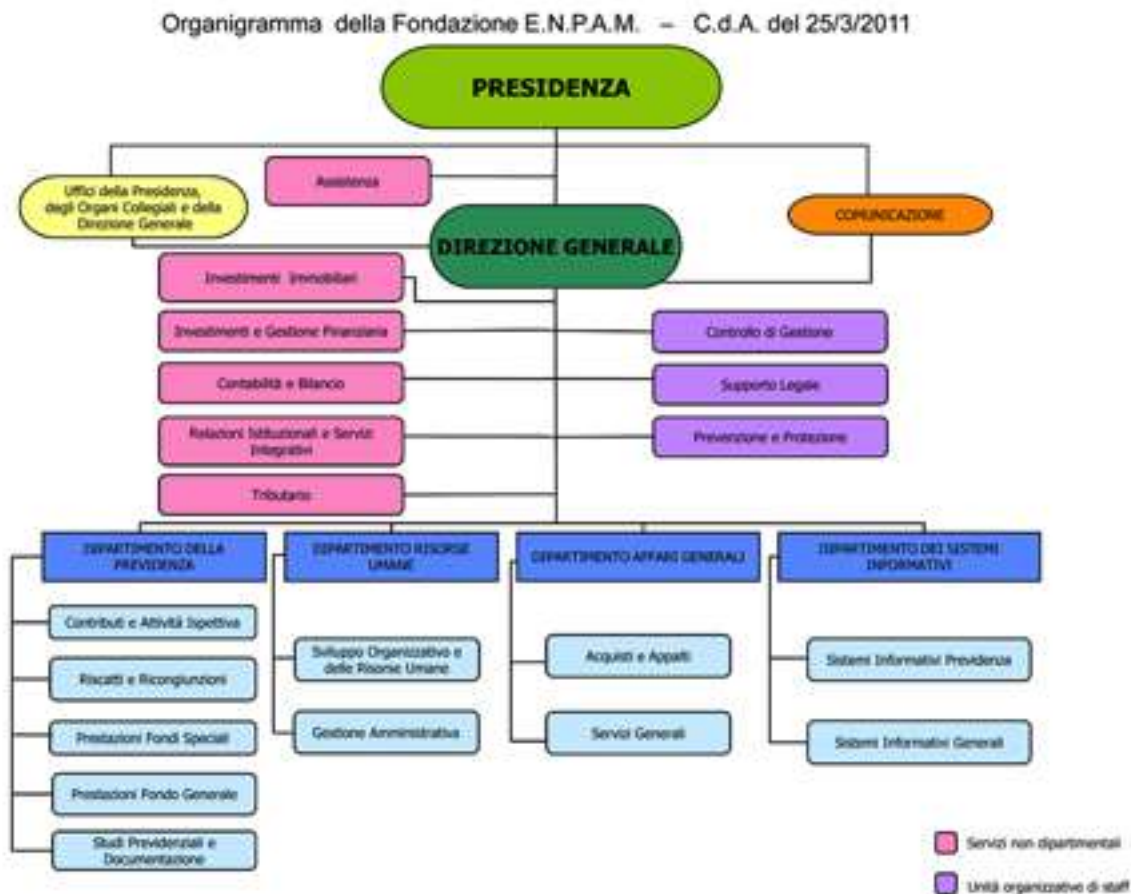 Organigramma della Fondazione E.N.P.A.M. – C.d.A. del 25/3/2011
PRESIDENZA
Assistenza
Uffici della Presidenza,
degli Organi Collegiali e della
Direzione Generale
COMUNICAZIONE
DIREZIONE GENERALE
Investimenti Immobiliari
Investimenti e Gestione Finanziaria
Controllo di Gestione
Contabilità e Bilancio
Supporto Legale
Relazioni Istituzionali e Servizi
Integrativi
Prevenzione e Protezione
Tributario
DIPARTIMENTO DELLA
PREVIDENZA
DIPARTIMENTO RISORSE
UMANE
DIPARTIMENTO AFFARI GENERALI
DIPARTIMENTO DEI SISTEMI
INFORMATIVI
Contributi e Attività Ispettiva
Riscatti e Ricongiunzioni
Prestazioni Fondi Speciali
Prestazioni Fondo Generale
Studi Previdenziali e
Documentazione
Sviluppo Organizzativo e
delle Risorse Umane
Gestione Amministrativa
Acquisti e Appalti
Servizi Generali
Sistemi Informativi Previdenza
Sistemi Informativi Generali
Servizi non dipartimentali
Unità organizzative di staff